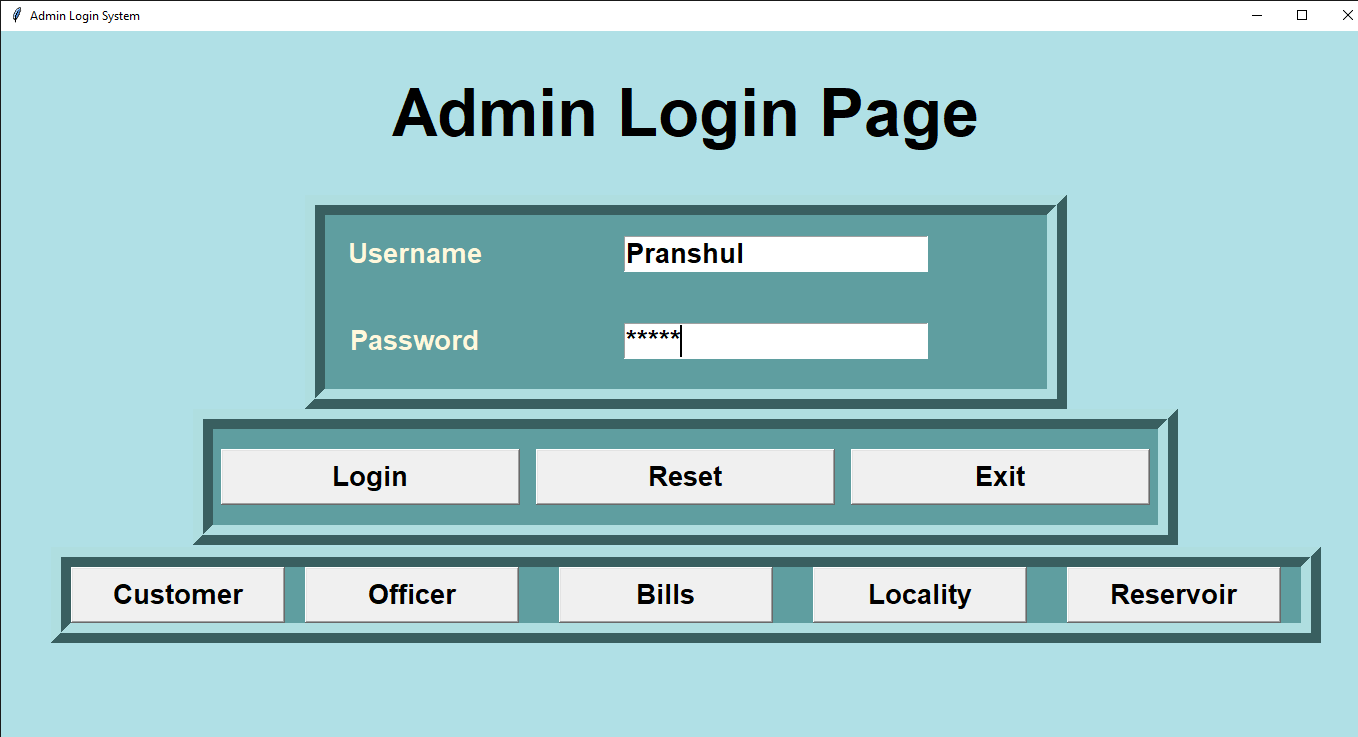 Admin Login System
Admin Login Page
Username Pranshul
Password *****
Login Reset Exit
Customer Officer Bills Locality Reservoir